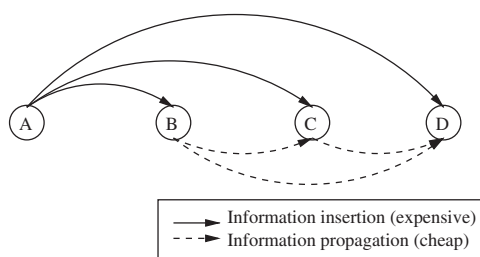 A
B
C
D
Information insertion (expensive)
Information propagation (cheap)